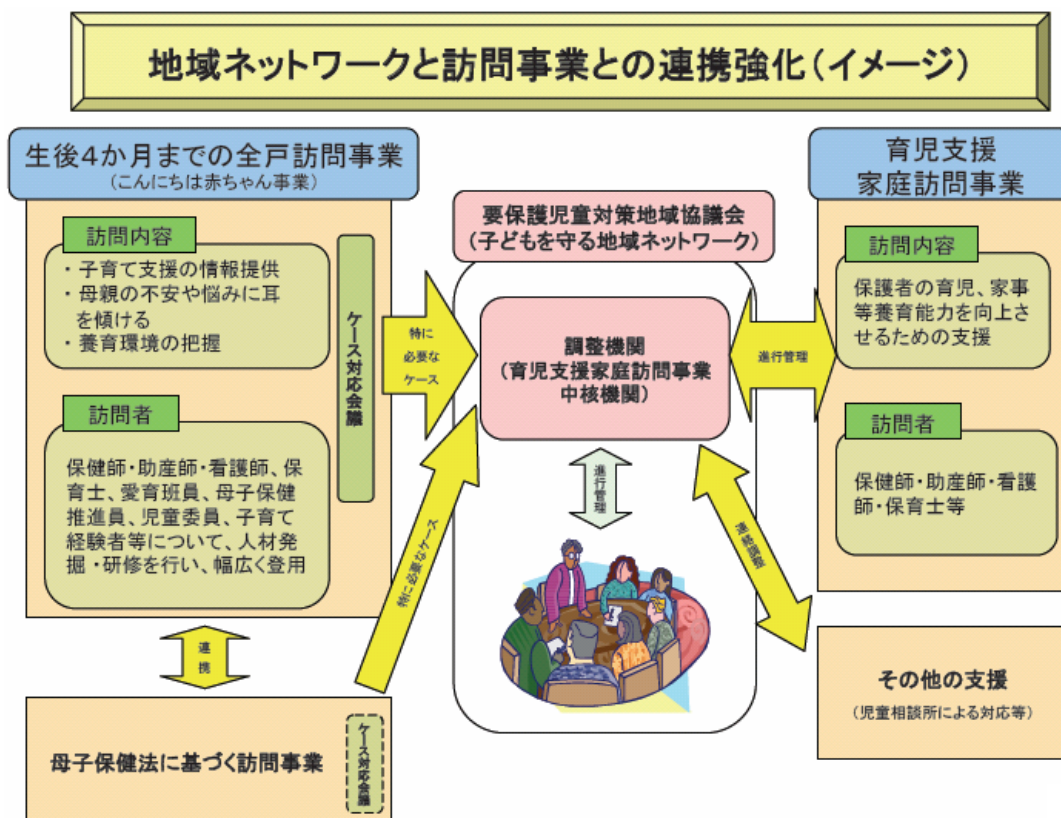 地域ネットワークと訪問事業との連携強化(イメージ)
生後4か月までの全戸訪問事業
(こんにちは赤ちゃん事業)
訪問内容
・子育て支援の情報提供
・母親の不安や悩みに耳
を傾ける
・養育環境の把握
ケース対応会議
訪問者
保健師・助産師・看護師、保
育士、愛育班員、母子保健
推進員、児童委員、子育て
経験者等について、人材発
掘・研修を行い、幅広く登用
連携
母子保健法に基づく訪問事業
ケース対応会議
特に
必要な
ケース
特に必要なケース
要保護児童対策地域協議会
(子どもを守る地域ネットワーク)
調整機関
(育児支援家庭訪問事業
中核機関)
進行管理
進行管理
連絡調整
育児支援
家庭訪問事業
訪問内容
保護者の育児、家事
等養育能力を向上さ
せるための支援
訪問者
保健師・助産師・看護
師・保育士等
その他の支援
(児童相談所による対応等)